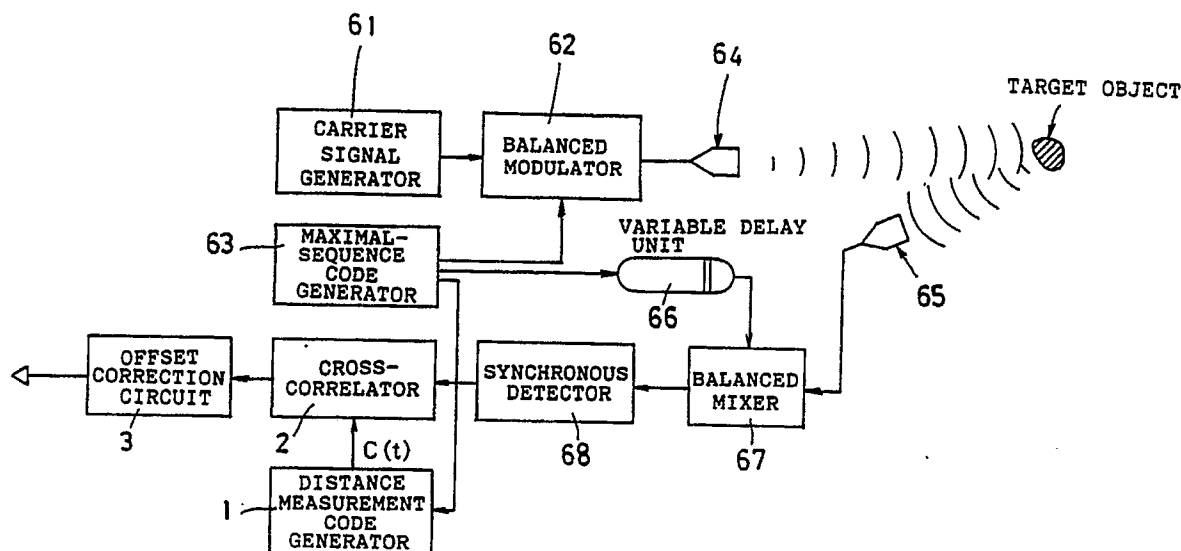 61
62
64
TARGET OBJECT
CARRIER
SIGNAL
GENERATOR
BALANCED
MODULATOR
63
MAXIMAL-
SEQUENCE
CODE
GENERATOR
VARIABLE DELAY
UNIT
66
65
OFFSET
CORRECTION
CIRCUIT
3
CROSS-
CORRELATOR
2
C(t)
SYNCHRONOUS
DETECTOR
68
BALANCED
MIXER
67
1
DISTANCE
MEASUREMENT
CODE
GENERATOR